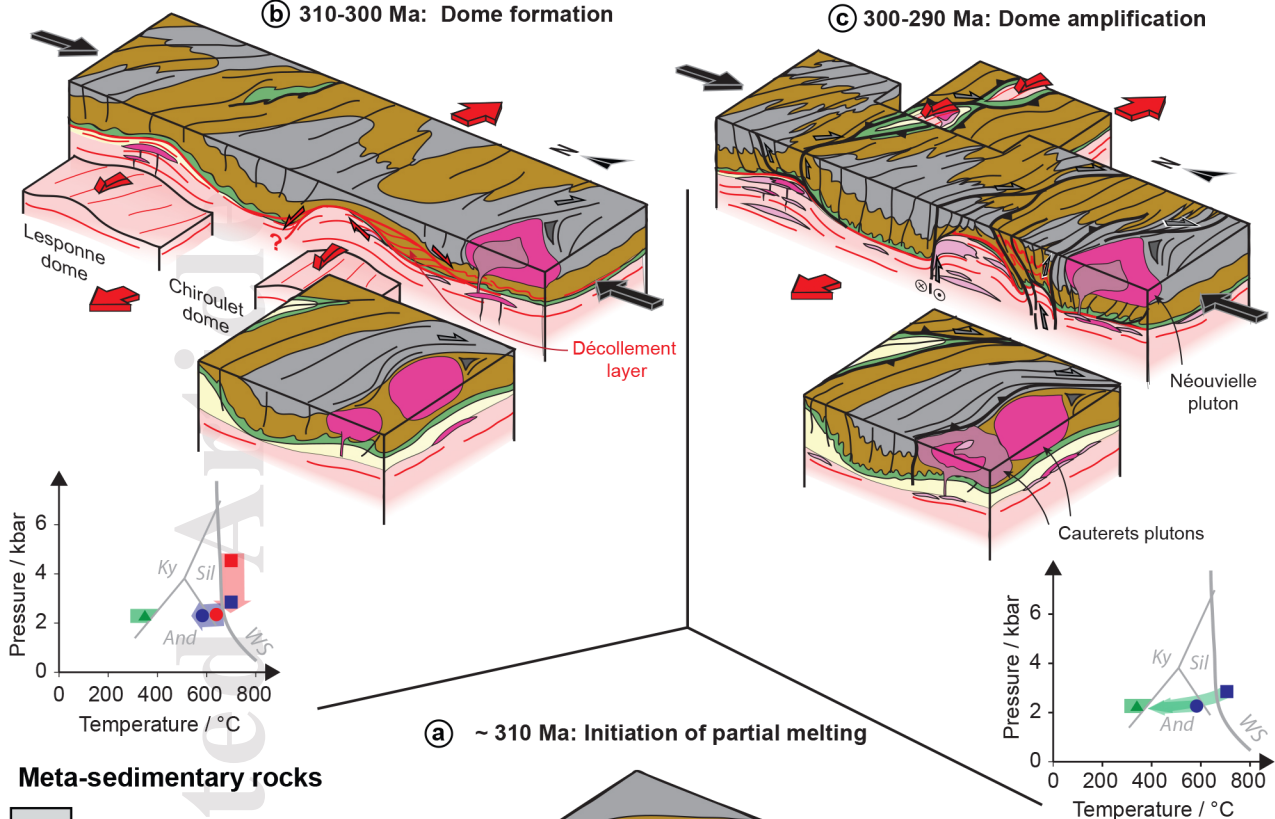 ⓑ 310-300 Ma: Dome formation
ⓒ 300-290 Ma: Dome amplification
N
N
?
Lesponne
dome
Chiroulet
dome
Décollement
layer
Néouvielle
pluton
Cauterets plutons
Pressure / kbar
6
4
2
0
Ky
Sil
And
WS
0 200 400 600 800
Temperature / °C
Pressure / kbar
6
4
2
0
Ky
Sil
And
WS
0 200 400 600 800
Temperature / °C
ⓐ ~ 310 Ma: Initiation of partial melting
Meta-sedimentary rocks